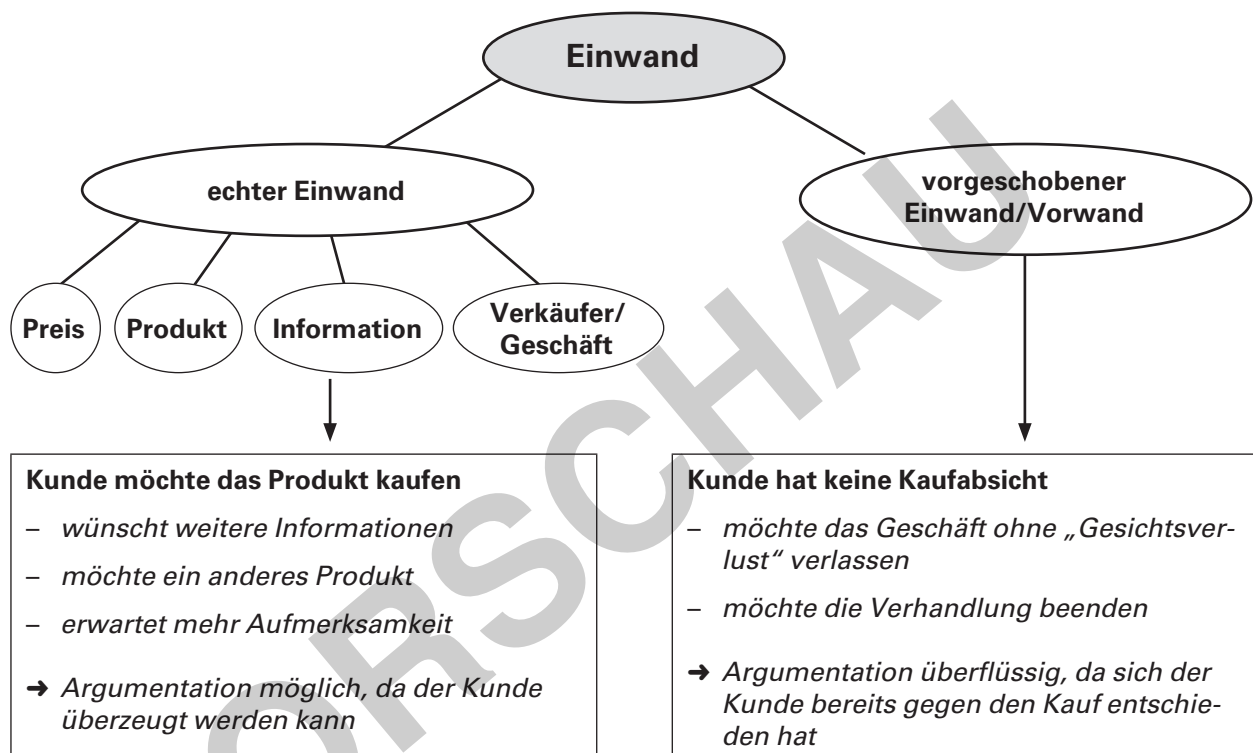 Einwand
echter Einwand
vorgeschobener
Einwand/Vorwand
Preis
Produkt
Information
Verkäufer/
Geschäft
Kunde möchte das Produkt kaufen
– wünscht weitere Informationen
– möchte ein anderes Produkt
– erwartet mehr Aufmerksamkeit
➔ Argumentation möglich, da der Kunde
überzeugt werden kann
Kunde hat keine Kaufabsicht
– möchte das Geschäft ohne „Gesichtsver-
lust“ verlassen
– möchte die Verhandlung beenden
➔ Argumentation überflüssig, da sich der
Kunde bereits gegen den Kauf entschie-
den hat
ORSCHAU